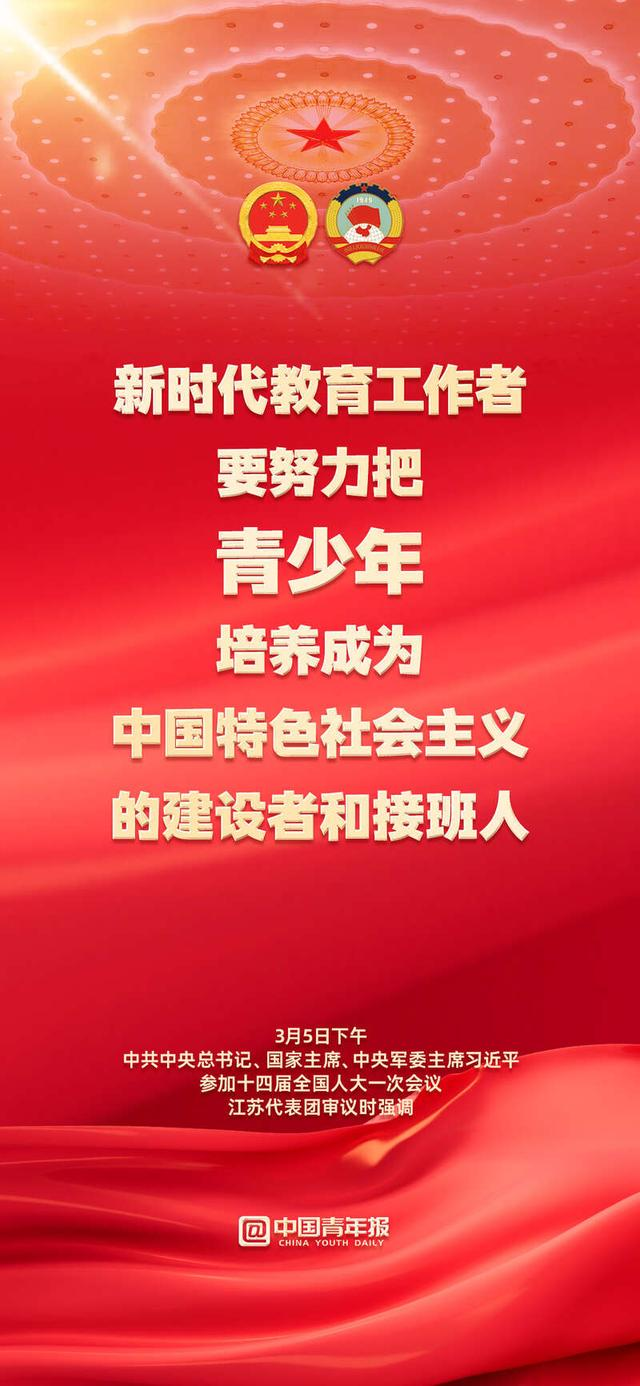 1949
新时代教育工作者
要努力把
青少年
培养成为
中国特色社会主义
的建设者和接班人
3月5日下午
中共中央总书记、国家主席、中央军委主席习近平
参加十四届全国人大一次会议
江苏代表团审议时强调
@中国青年报
CHINA YOUTH DAILY